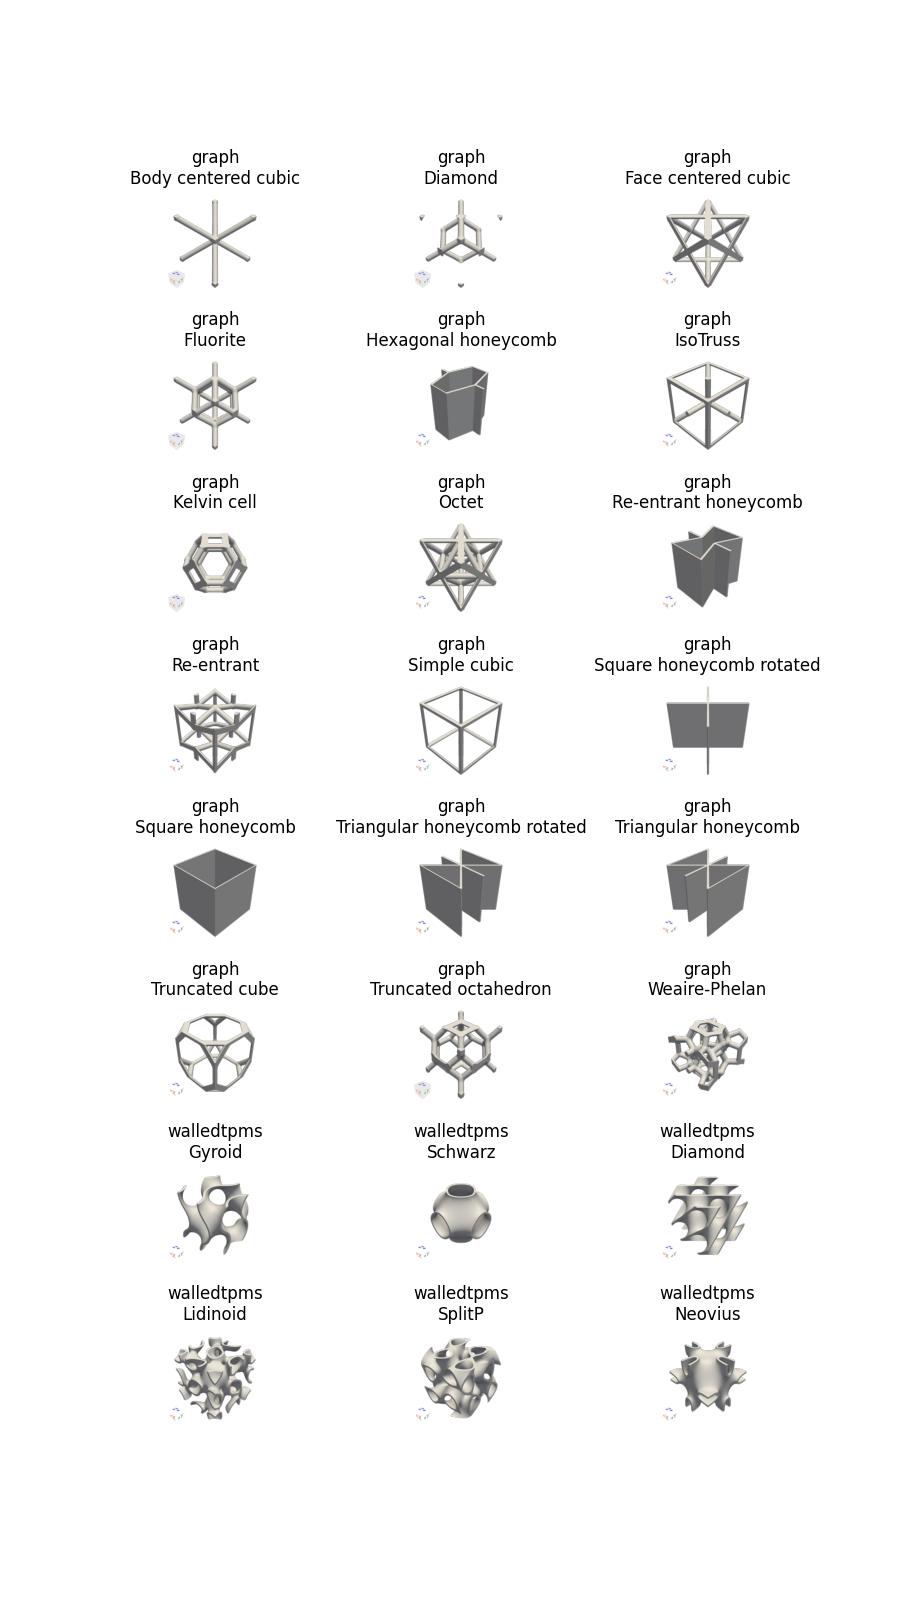 graph
Body centered cubic
graph
Diamond
graph
Face centered cubic
graph
Fluorite
graph
Hexagonal honeycomb
graph
IsoTruss
graph
Kelvin cell
graph
Octet
graph
Re-entrant honeycomb
graph
Re-entrant
graph
Simple cubic
graph
Square honeycomb rotated
graph
Square honeycomb
graph
Triangular honeycomb rotated
graph
Triangular honeycomb
graph
Truncated cube
graph
Truncated octahedron
graph
Weaire-Phelan
walledtpms
Gyroid
walledtpms
Schwarz
walledtpms
Diamond
walledtpms
Lidinoid
walledtpms
SplitP
walledtpms
Neovius